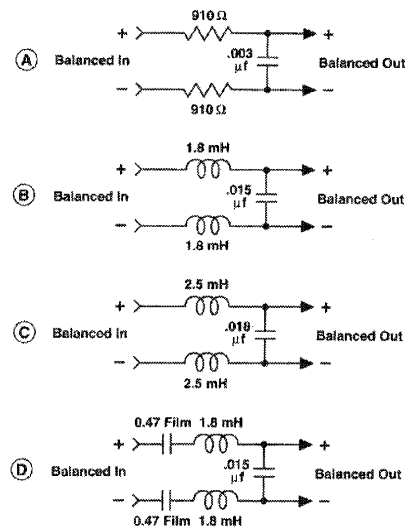 910 Ω
+ +
.003
µf
A Balanced In Balanced Out
− −
910 Ω
1.8 mH
+ +
.015
µf
B Balanced In Balanced Out
− −
1.8 mH
2.5 mH
+ +
.018
µf
C Balanced In Balanced Out
− −
2.5 mH
0.47 Film 1.8 mH
+ +
.015
µf
D Balanced In Balanced Out
− −
0.47 Film 1.8 mH